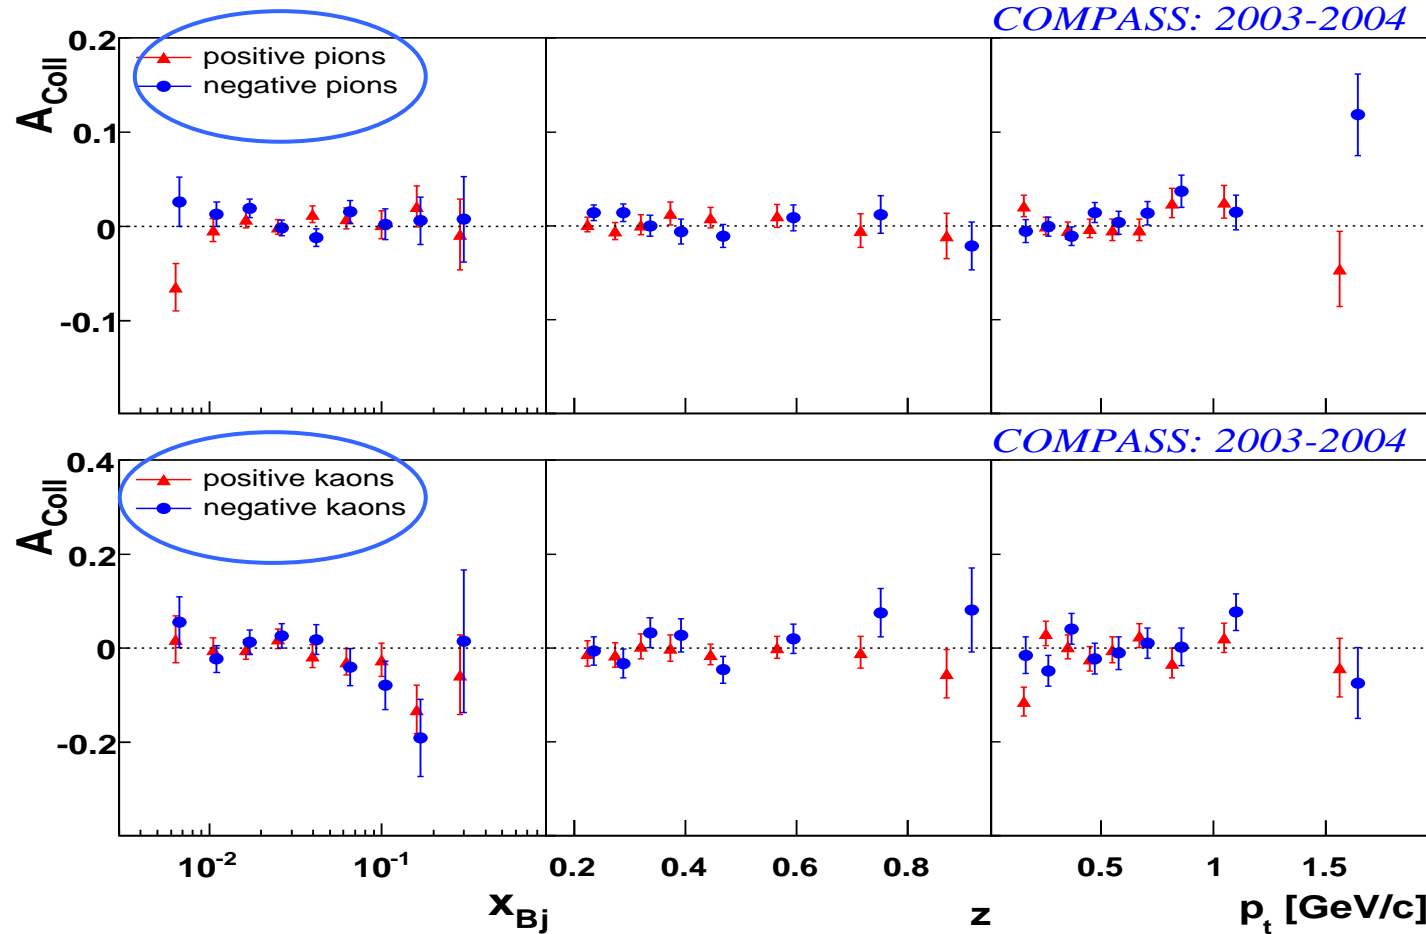 COMPASS: 2003-2004
0.2
0.1
0
-0.1
A_Coll
positive pions
negative pions
COMPASS: 2003-2004
0.4
0.2
0
-0.2
A_Coll
positive kaons
negative kaons
10^-2 10^-1 0.2 0.4 0.6 0.8 0.5 1 1.5
x_Bj z p_t [GeV/c]